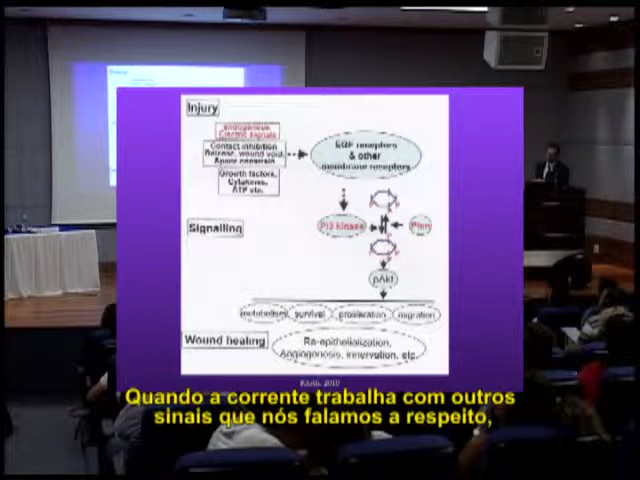 Injury
endogenous
Electric signals
Contact inhibition
Release, wound void,
Growth factors,
Cytokines,
ATP etc.
EGF receptors
& other
membrane receptors
Signalling
PI3 kinase
Pten
pAkt
metabolism
survival
migration
Wound healing
Re-epithelialization,
Angiogenesis, innervation, etc.
2010
Quando a corrente trabalha com outros
sinais que nós falamos a respeito,